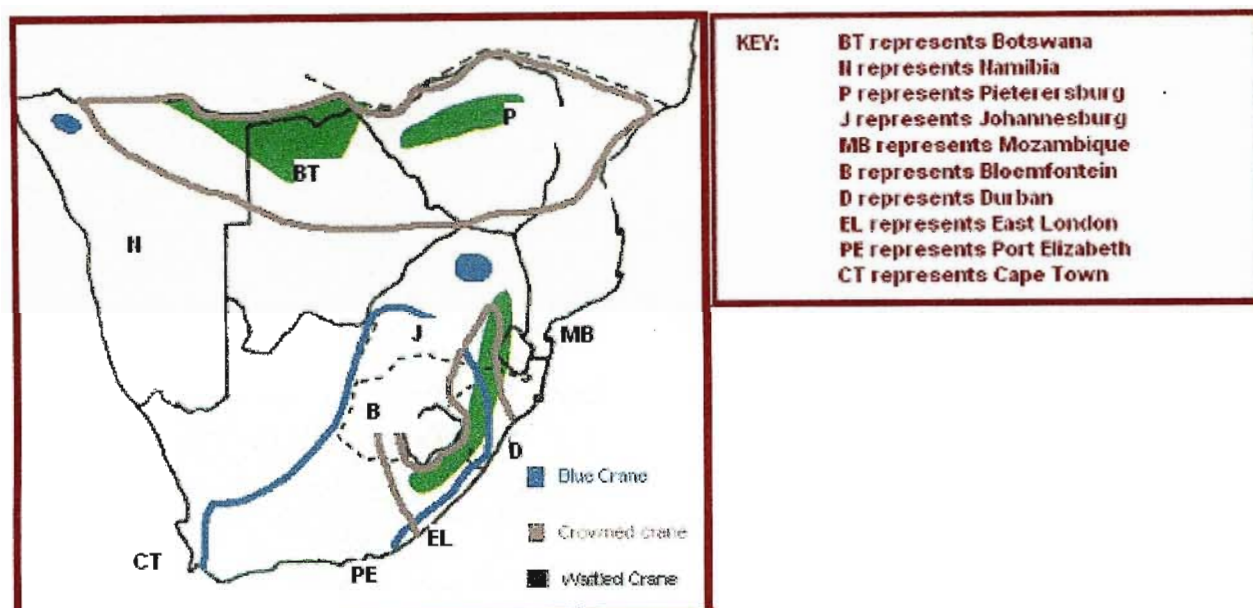 P
BT
N
J
MB
B
D
Blue Crane
Crowned crane
EL
CT
PE
Wattled Crane
KEY:
BT represents Botswana
N represents Namibia
P represents Pieterersburg
J represents Johannesburg
MB represents Mozambique
B represents Bloemfontein
D represents Durban
EL represents East London
PE represents Port Elizabeth
CT represents Cape Town